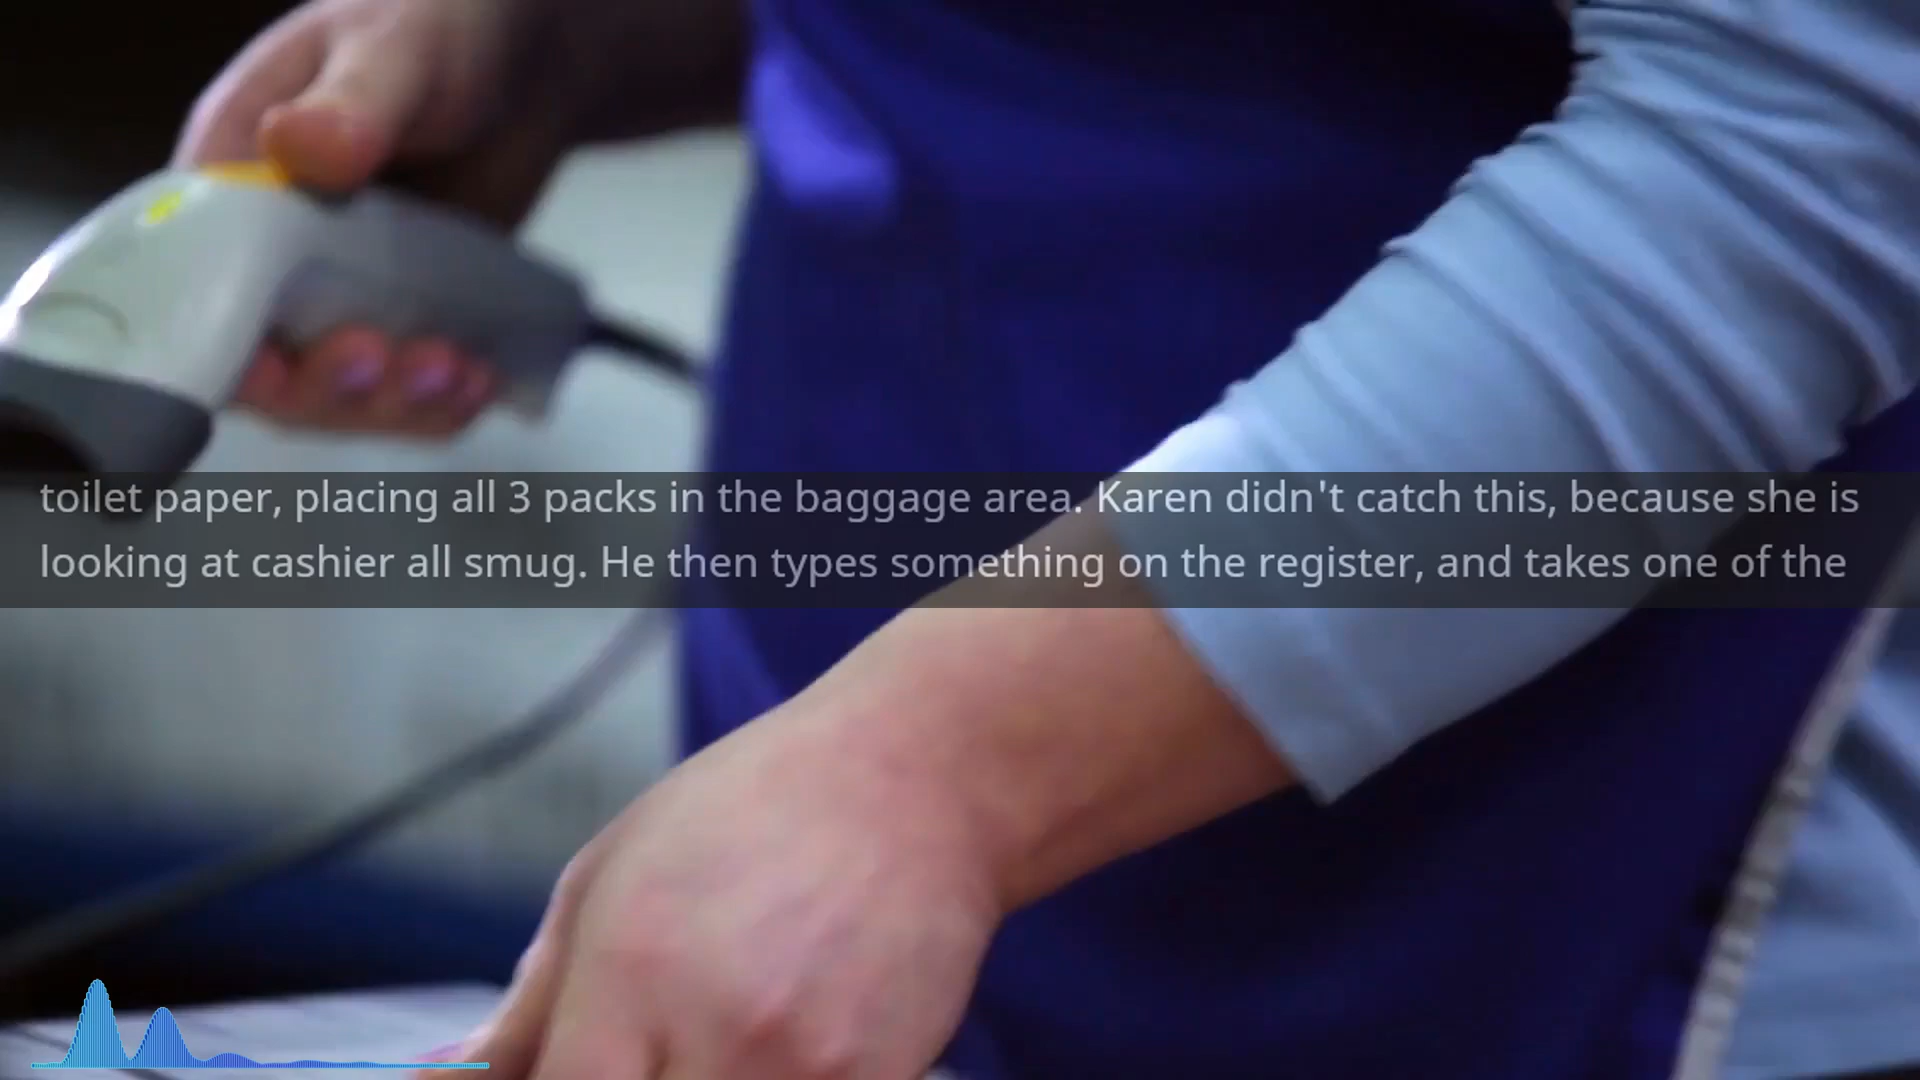 toilet paper, placing all 3 packs in the baggage area. Karen didn't catch this, because she is
looking at cashier all smug. He then types something on the register, and takes one of the